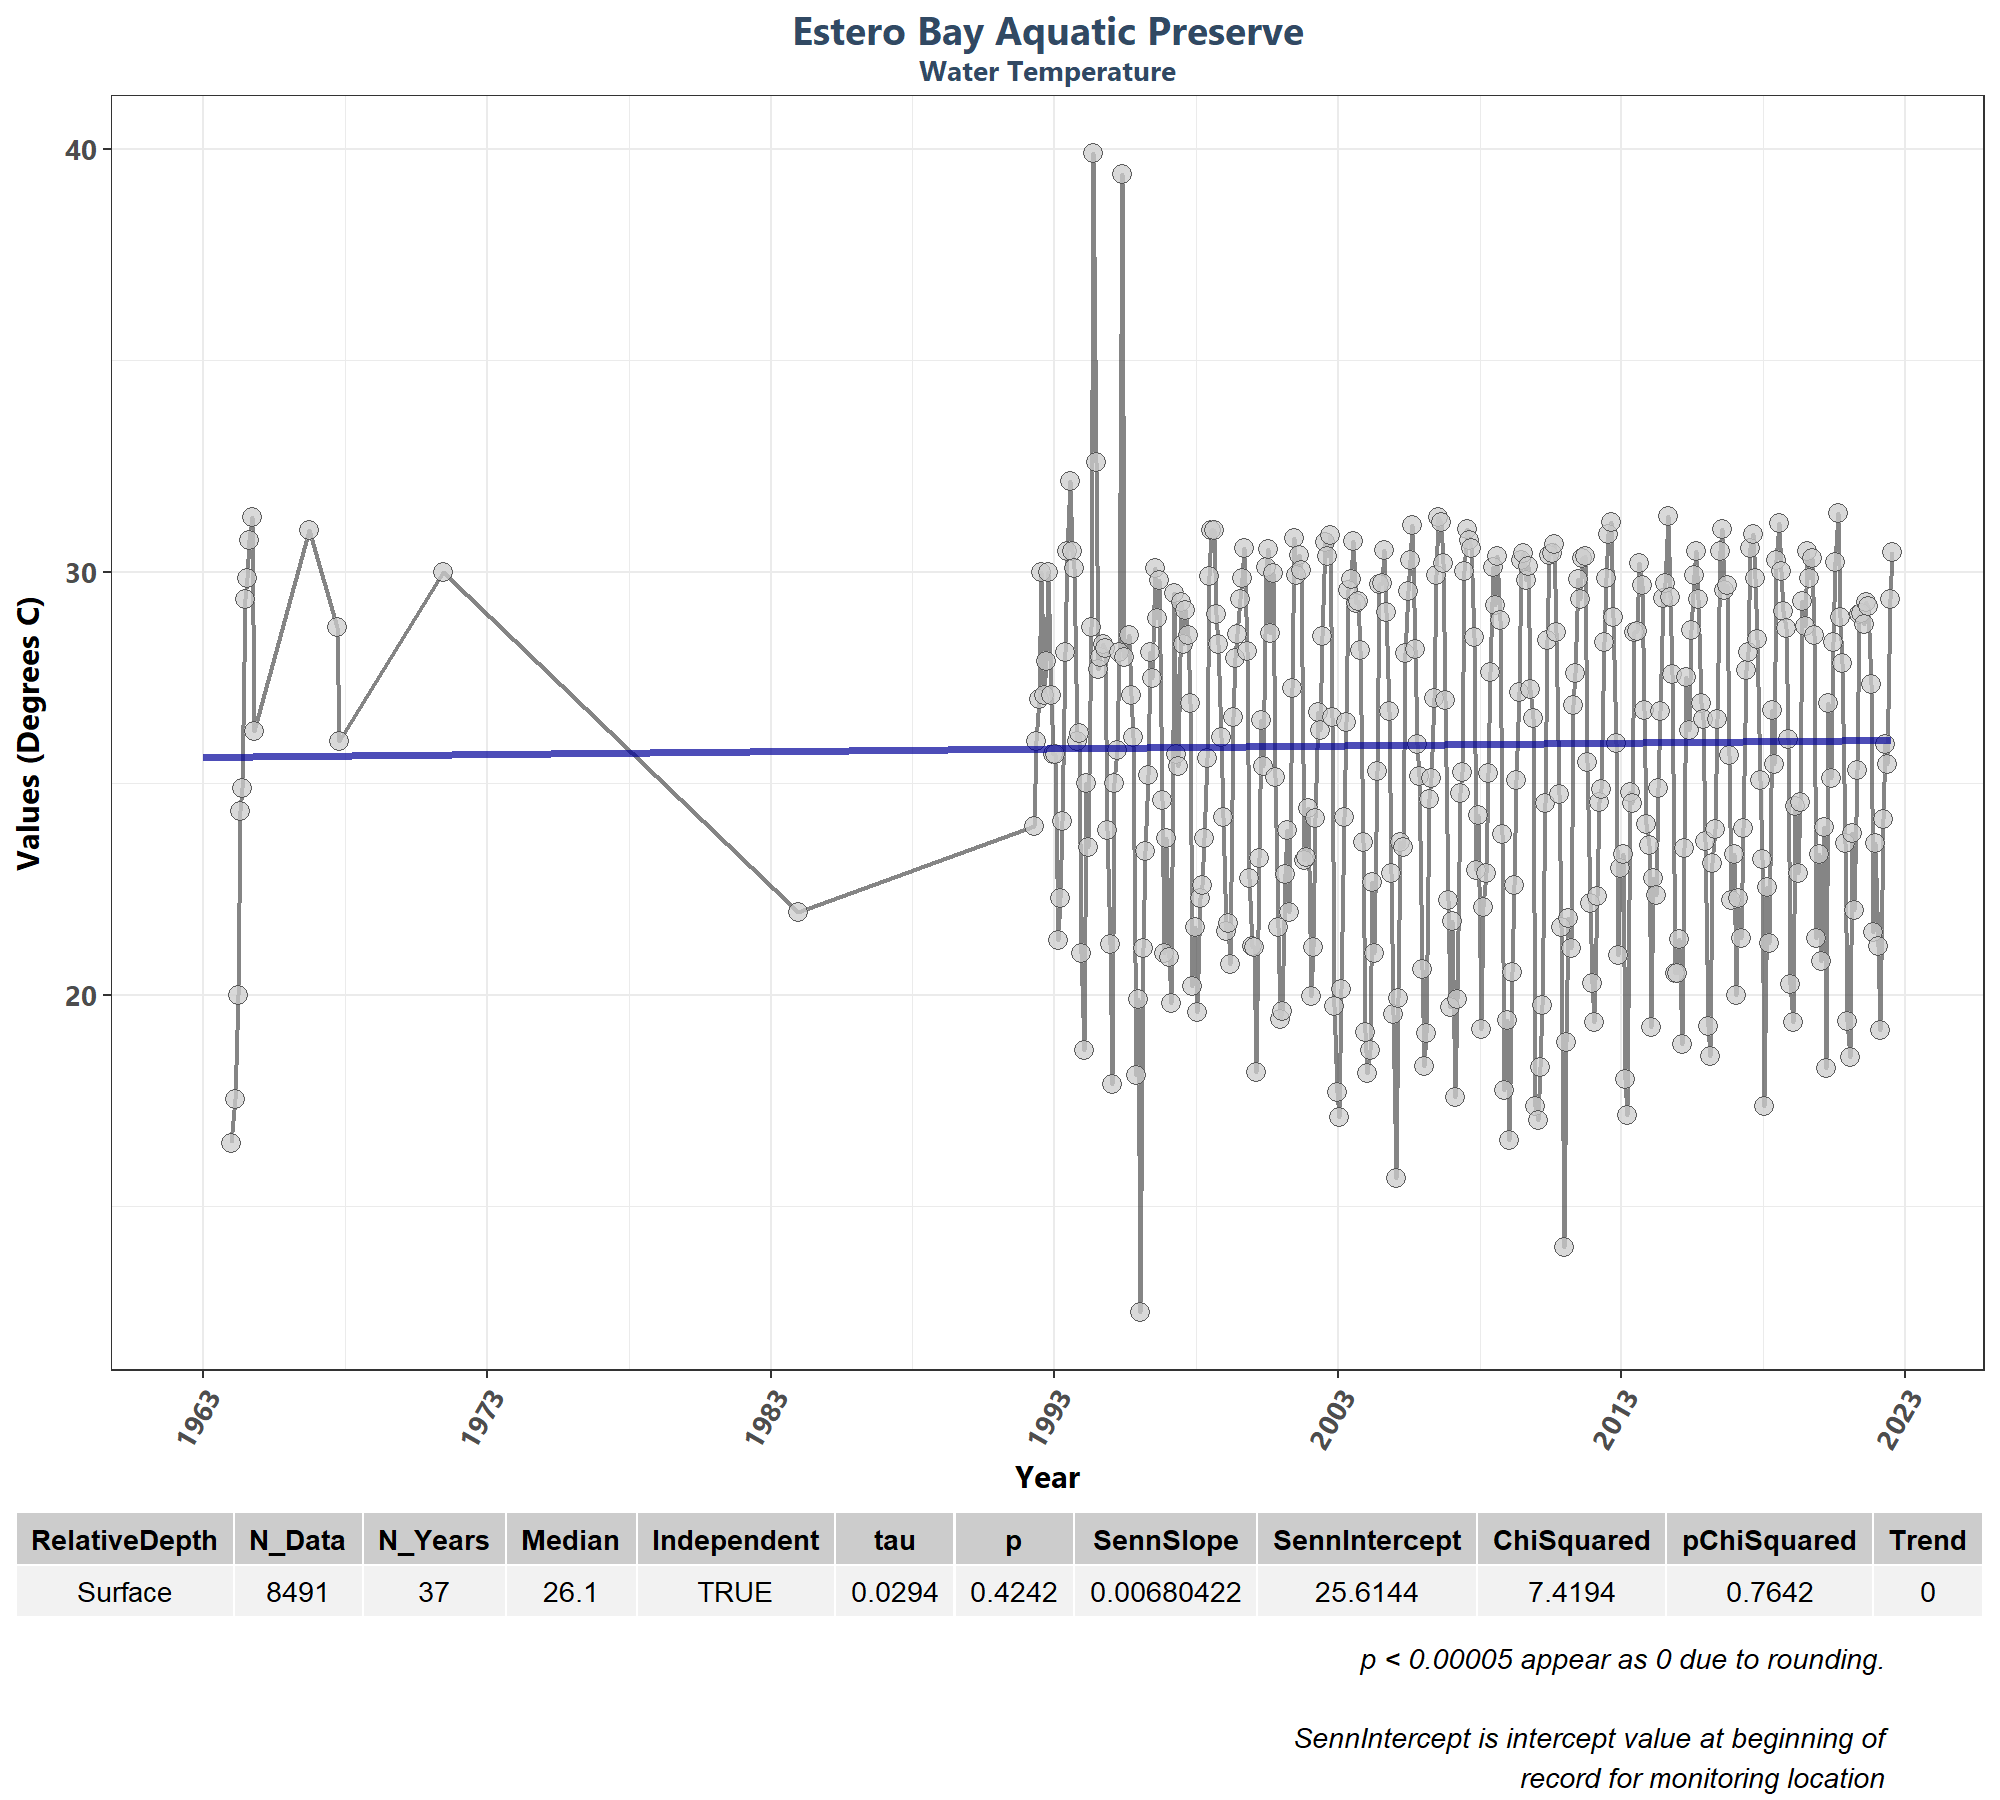 Estero Bay Aquatic Preserve
Water Temperature
Values (Degrees C)
40
30
20
1963
1973
1983
1993
2003
2013
2023
Year
RelativeDepth N_Data N_Years Median Independent tau p SennSlope SennIntercept ChiSquared pChiSquared Trend
Surface 8491 37 26.1 TRUE 0.0294 0.4242 0.00680422 25.6144 7.4194 0.7642 0
p < 0.00005 appear as 0 due to rounding.
SennIntercept is intercept value at beginning of
record for monitoring location